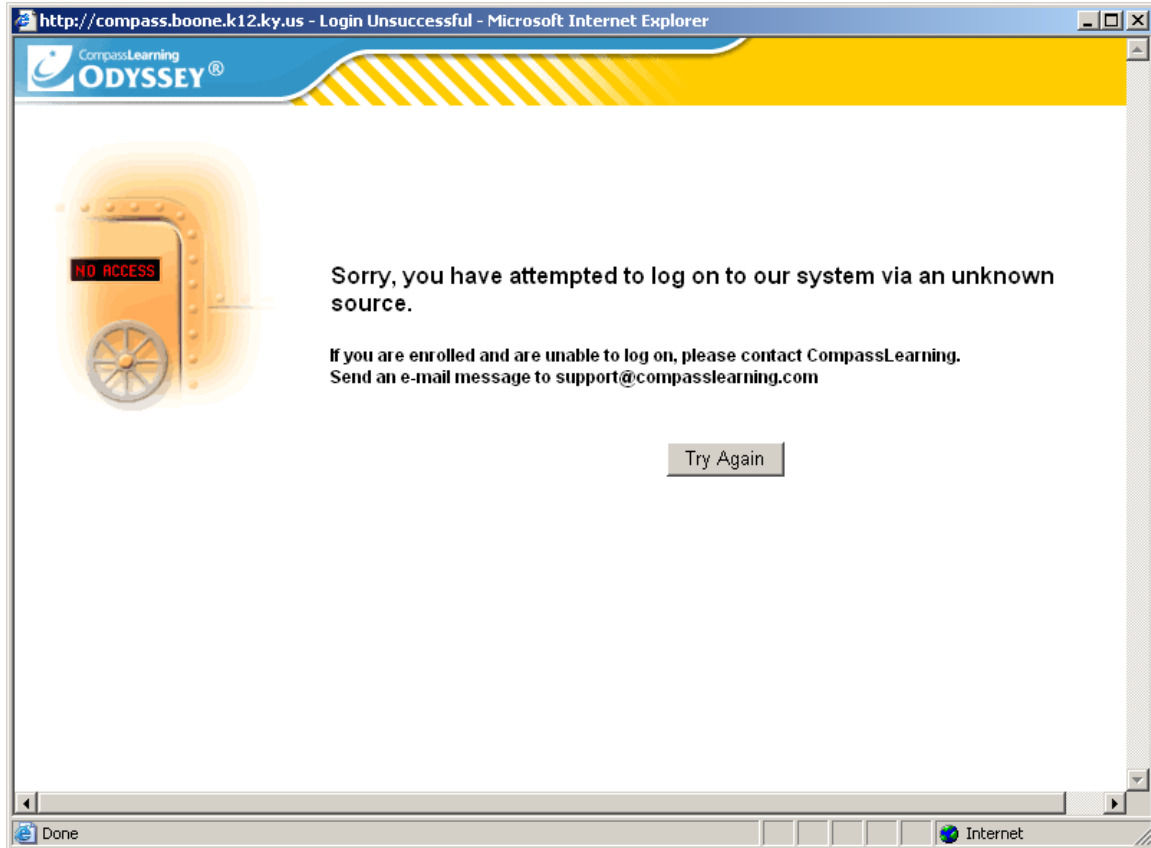 http://compass.boone.k12.ky.us - Login Unsuccessful - Microsoft Internet Explorer
CompassLearning
ODYSSEY®
NO ACCESS
Sorry, you have attempted to log on to our system via an unknown
source.
If you are enrolled and are unable to log on, please contact CompassLearning.
Send an e-mail message to support@compasslearning.com
Try Again
Done
Internet